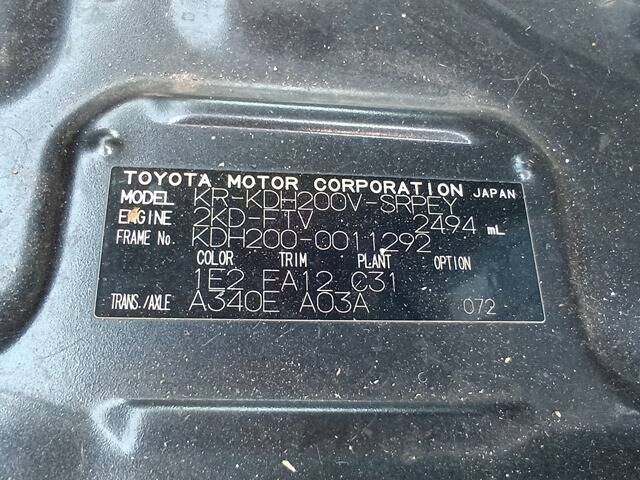 TOYOTA MOTOR CORPORATION JAPAN
MODEL KR-KDH200V-SRPEY
ENGINE 2KD-FTV 2494 mL
FRAME No. KDH200-0011292
COLOR TRIM PLANT OPTION
1E2 FA12 C31
TRANS./AXLE A340E A03A 072